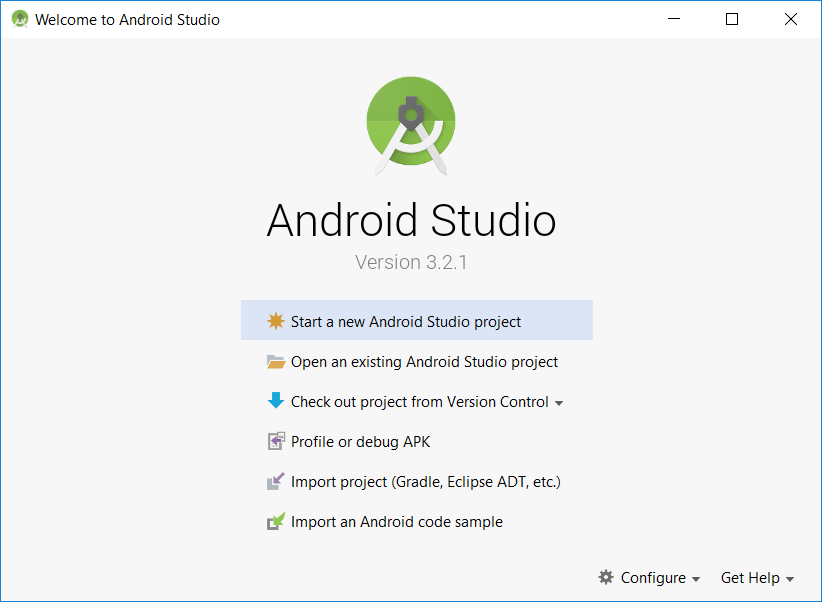 Welcome to Android Studio
Android Studio
Version 3.2.1
Start a new Android Studio project
Open an existing Android Studio project
Check out project from Version Control
Profile or debug APK
Import project (Gradle, Eclipse ADT, etc.)
Import an Android code sample
Configure Get Help